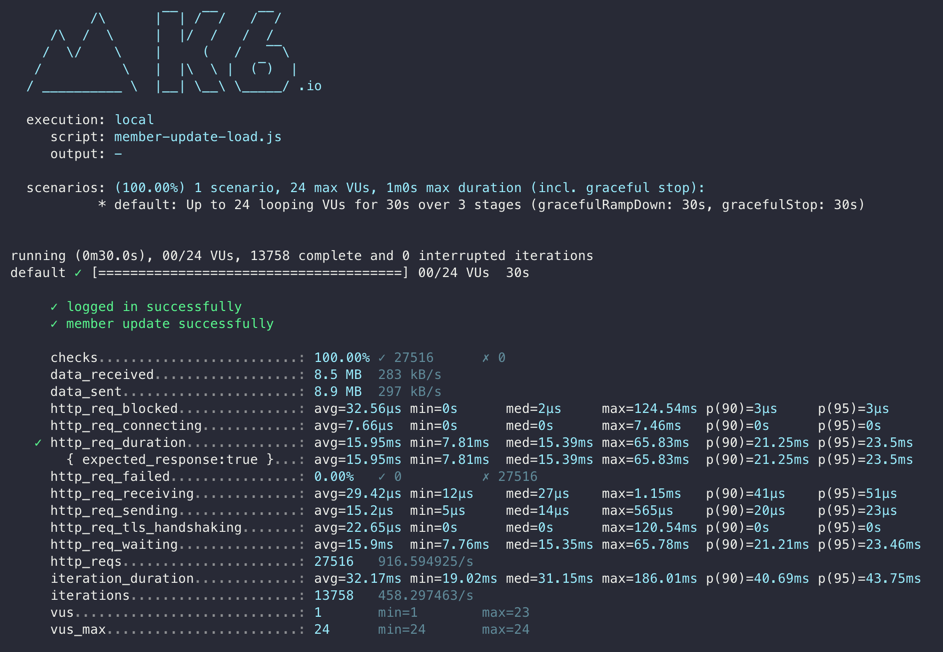 .io
execution: local
script: member-update-load.js
output: -
scenarios: (100.00%) 1 scenario, 24 max VUs, 1m0s max duration (incl. graceful stop):
* default: Up to 24 looping VUs for 30s over 3 stages (gracefulRampDown: 30s, gracefulStop: 30s)
running (0m30.0s), 00/24 VUs, 13758 complete and 0 interrupted iterations
default ✓ [======================================] 00/24 VUs  30s
✓ logged in successfully
✓ member update successfully
checks.........................: 100.00% ✓ 27516      ✗ 0
data_received..................: 8.5 MB  283 kB/s
data_sent......................: 8.9 MB  297 kB/s
http_req_blocked...............: avg=32.56µs min=0s      med=2µs     max=124.54ms p(90)=3µs     p(95)=3µs
http_req_connecting............: avg=7.66µs  min=0s      med=0s      max=7.46ms   p(90)=0s      p(95)=0s
✓ http_req_duration..............: avg=15.95ms min=7.81ms  med=15.39ms max=65.83ms  p(90)=21.25ms p(95)=23.5ms
{ expected_response:true }...: avg=15.95ms min=7.81ms  med=15.39ms max=65.83ms  p(90)=21.25ms p(95)=23.5ms
http_req_failed................: 0.00%   ✓ 0          ✗ 27516
http_req_receiving.............: avg=29.42µs min=12µs    med=27µs    max=1.15ms   p(90)=41µs    p(95)=51µs
http_req_sending...............: avg=15.2µs  min=5µs     med=14µs    max=565µs    p(90)=20µs    p(95)=23µs
http_req_tls_handshaking.......: avg=22.65µs min=0s      med=0s      max=120.54ms p(90)=0s      p(95)=0s
http_req_waiting...............: avg=15.9ms  min=7.76ms  med=15.35ms max=65.78ms  p(90)=21.21ms p(95)=23.46ms
http_reqs......................: 27516   916.594925/s
iteration_duration.............: avg=32.17ms min=19.02ms med=31.15ms max=186.01ms p(90)=40.69ms p(95)=43.75ms
iterations.....................: 13758   458.297463/s
vus............................: 1       min=1        max=23
vus_max........................: 24      min=24       max=24